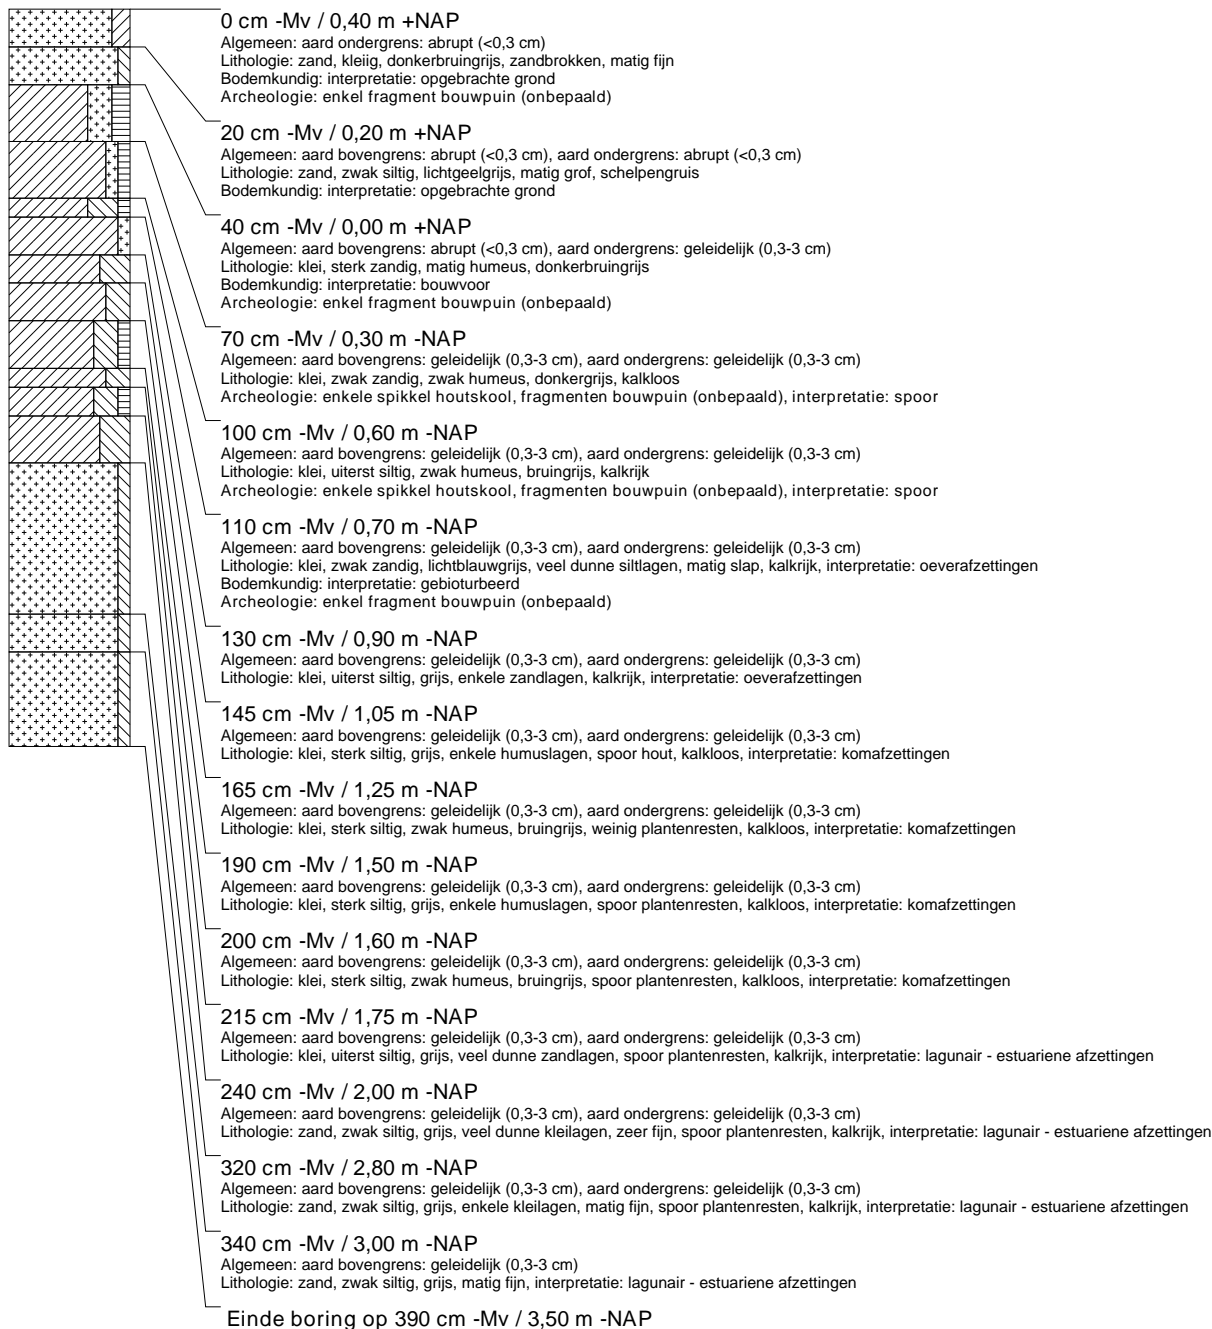 0 cm -Mv / 0,40 m +NAP
Algemeen: aard ondergrens: abrupt (<0,3 cm)
Lithologie: zand, kleiig, donkerbruingrijs, zandbrokken, matig fijn
Bodemkundig: interpretatie: opgebrachte grond
Archeologie: enkel fragment bouwpuin (onbepaald)
20 cm -Mv / 0,20 m +NAP
Algemeen: aard bovengrens: abrupt (<0,3 cm), aard ondergrens: abrupt (<0,3 cm)
Lithologie: zand, zwak siltig, lichtgeelgrijs, matig grof, schelpengruis
Bodemkundig: interpretatie: opgebrachte grond
40 cm -Mv / 0,00 m +NAP
Algemeen: aard bovengrens: abrupt (<0,3 cm), aard ondergrens: geleidelijk (0,3-3 cm)
Lithologie: klei, sterk zandig, matig humeus, donkerbruingrijs
Bodemkundig: interpretatie: bouwvoor
Archeologie: enkel fragment bouwpuin (onbepaald)
70 cm -Mv / 0,30 m -NAP
Algemeen: aard bovengrens: geleidelijk (0,3-3 cm), aard ondergrens: geleidelijk (0,3-3 cm)
Lithologie: klei, zwak zandig, zwak humeus, donkergrijs, kalkloos
Archeologie: enkele spikkel houtskool, fragmenten bouwpuin (onbepaald), interpretatie: spoor
100 cm -Mv / 0,60 m -NAP
Algemeen: aard bovengrens: geleidelijk (0,3-3 cm), aard ondergrens: geleidelijk (0,3-3 cm)
Lithologie: klei, uiterst siltig, zwak humeus, bruingrijs, kalkrijk
Archeologie: enkele spikkel houtskool, fragmenten bouwpuin (onbepaald), interpretatie: spoor
110 cm -Mv / 0,70 m -NAP
Algemeen: aard bovengrens: geleidelijk (0,3-3 cm), aard ondergrens: geleidelijk (0,3-3 cm)
Lithologie: klei, zwak zandig, lichtblauwgrijs, veel dunne siltlagen, matig slap, kalkrijk, interpretatie: oeverafzettingen
Bodemkundig: interpretatie: gebioturbeerd
Archeologie: enkel fragment bouwpuin (onbepaald)
130 cm -Mv / 0,90 m -NAP
Algemeen: aard bovengrens: geleidelijk (0,3-3 cm), aard ondergrens: geleidelijk (0,3-3 cm)
Lithologie: klei, uiterst siltig, grijs, enkele zandlagen, kalkrijk, interpretatie: oeverafzettingen
145 cm -Mv / 1,05 m -NAP
Algemeen: aard bovengrens: geleidelijk (0,3-3 cm), aard ondergrens: geleidelijk (0,3-3 cm)
Lithologie: klei, sterk siltig, grijs, enkele humuslagen, spoor hout, kalkloos, interpretatie: komafzettingen
165 cm -Mv / 1,25 m -NAP
Algemeen: aard bovengrens: geleidelijk (0,3-3 cm), aard ondergrens: geleidelijk (0,3-3 cm)
Lithologie: klei, sterk siltig, zwak humeus, bruingrijs, weinig plantenresten, kalkloos, interpretatie: komafzettingen
190 cm -Mv / 1,50 m -NAP
Algemeen: aard bovengrens: geleidelijk (0,3-3 cm), aard ondergrens: geleidelijk (0,3-3 cm)
Lithologie: klei, sterk siltig, grijs, enkele humuslagen, spoor plantenresten, kalkloos, interpretatie: komafzettingen
200 cm -Mv / 1,60 m -NAP
Algemeen: aard bovengrens: geleidelijk (0,3-3 cm), aard ondergrens: geleidelijk (0,3-3 cm)
Lithologie: klei, sterk siltig, zwak humeus, bruingrijs, spoor plantenresten, kalkloos, interpretatie: komafzettingen
215 cm -Mv / 1,75 m -NAP
Algemeen: aard bovengrens: geleidelijk (0,3-3 cm), aard ondergrens: geleidelijk (0,3-3 cm)
Lithologie: klei, uiterst siltig, grijs, veel dunne zandlagen, spoor plantenresten, kalkrijk, interpretatie: lagunair - estuariene afzettingen
240 cm -Mv / 2,00 m -NAP
Algemeen: aard bovengrens: geleidelijk (0,3-3 cm), aard ondergrens: geleidelijk (0,3-3 cm)
Lithologie: zand, zwak siltig, grijs, veel dunne kleilagen, zeer fijn, spoor plantenresten, kalkrijk, interpretatie: lagunair - estuariene afzettingen
320 cm -Mv / 2,80 m -NAP
Algemeen: aard bovengrens: geleidelijk (0,3-3 cm), aard ondergrens: geleidelijk (0,3-3 cm)
Lithologie: zand, zwak siltig, grijs, enkele kleilagen, matig fijn, spoor plantenresten, kalkrijk, interpretatie: lagunair - estuariene afzettingen
340 cm -Mv / 3,00 m -NAP
Algemeen: aard bovengrens: geleidelijk (0,3-3 cm)
Lithologie: zand, zwak siltig, grijs, matig fijn, interpretatie: lagunair - estuariene afzettingen
Einde boring op 390 cm -Mv / 3,50 m -NAP